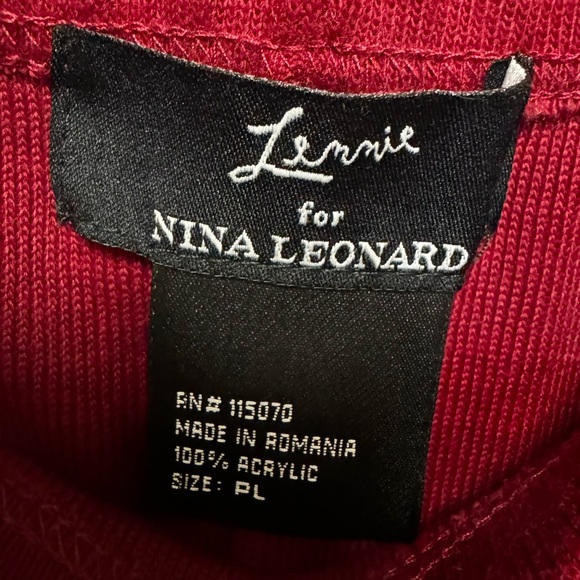 Lennie
for
NINA LEONARD
RN# 115070
MADE IN ROMANIA
100% ACRYLIC
SIZE: PL